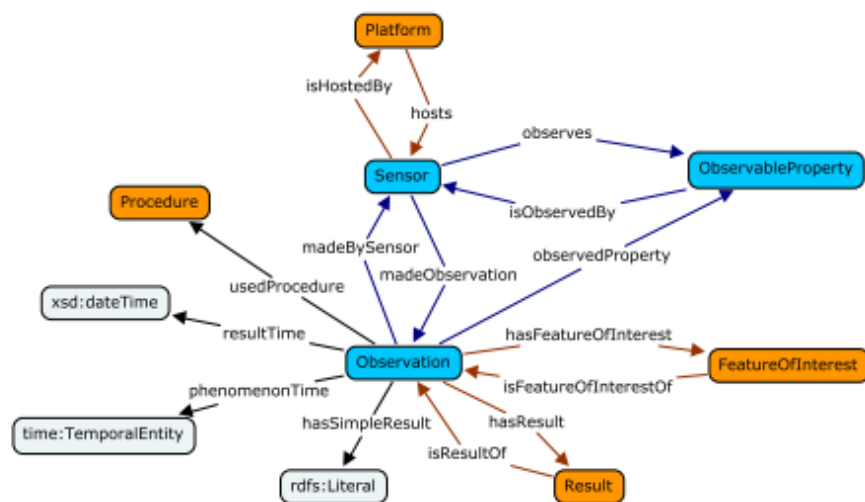 Platform
isHostedBy
hosts
observes
Sensor
ObservableProperty
Procedure
isObservedBy
madeBySensor
observedProperty
madeObservation
usedProcedure
xsd:dateTime
resultTime
hasFeatureOfInterest
Observation
FeatureOfInterest
phenomenonTime
isFeatureOfInterestOf
hasSimpleResult
hasResult
time:TemporalEntity
isResultOf
rdfs:Literal
Result